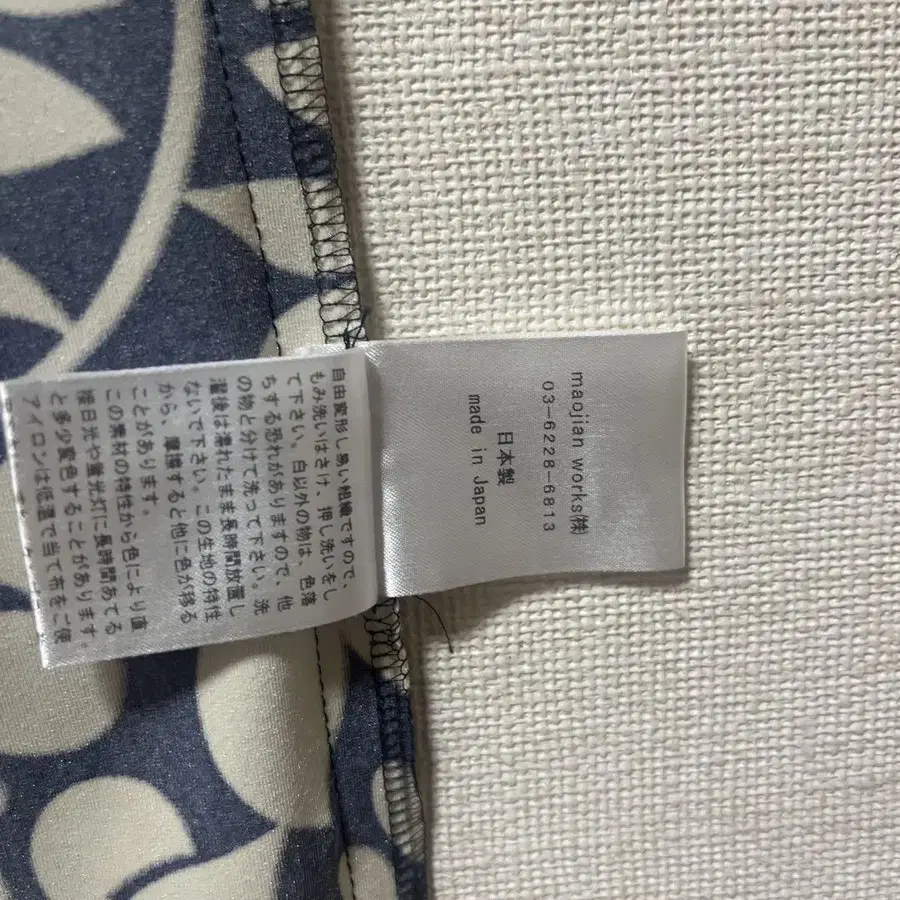 自由変形し易い組織ですので、
もみ洗いはさけ、押し洗いをし
て下さい。白以外の物は、色落
ちする恐れがありますので、他
の物と分けて洗って下さい。洗
濯後は濡れたまま長時間放置し
ないで下さい。この生地の特性
から、摩擦すると他に色が移る
ことがあります。
この素材の特性から色により直
接日光や蛍光灯に長時間あてる
と多少変色することがあります。
アイロンは低温で当て布をご使
maojian works㈱
03-6228-6813
日本製
made in Japan